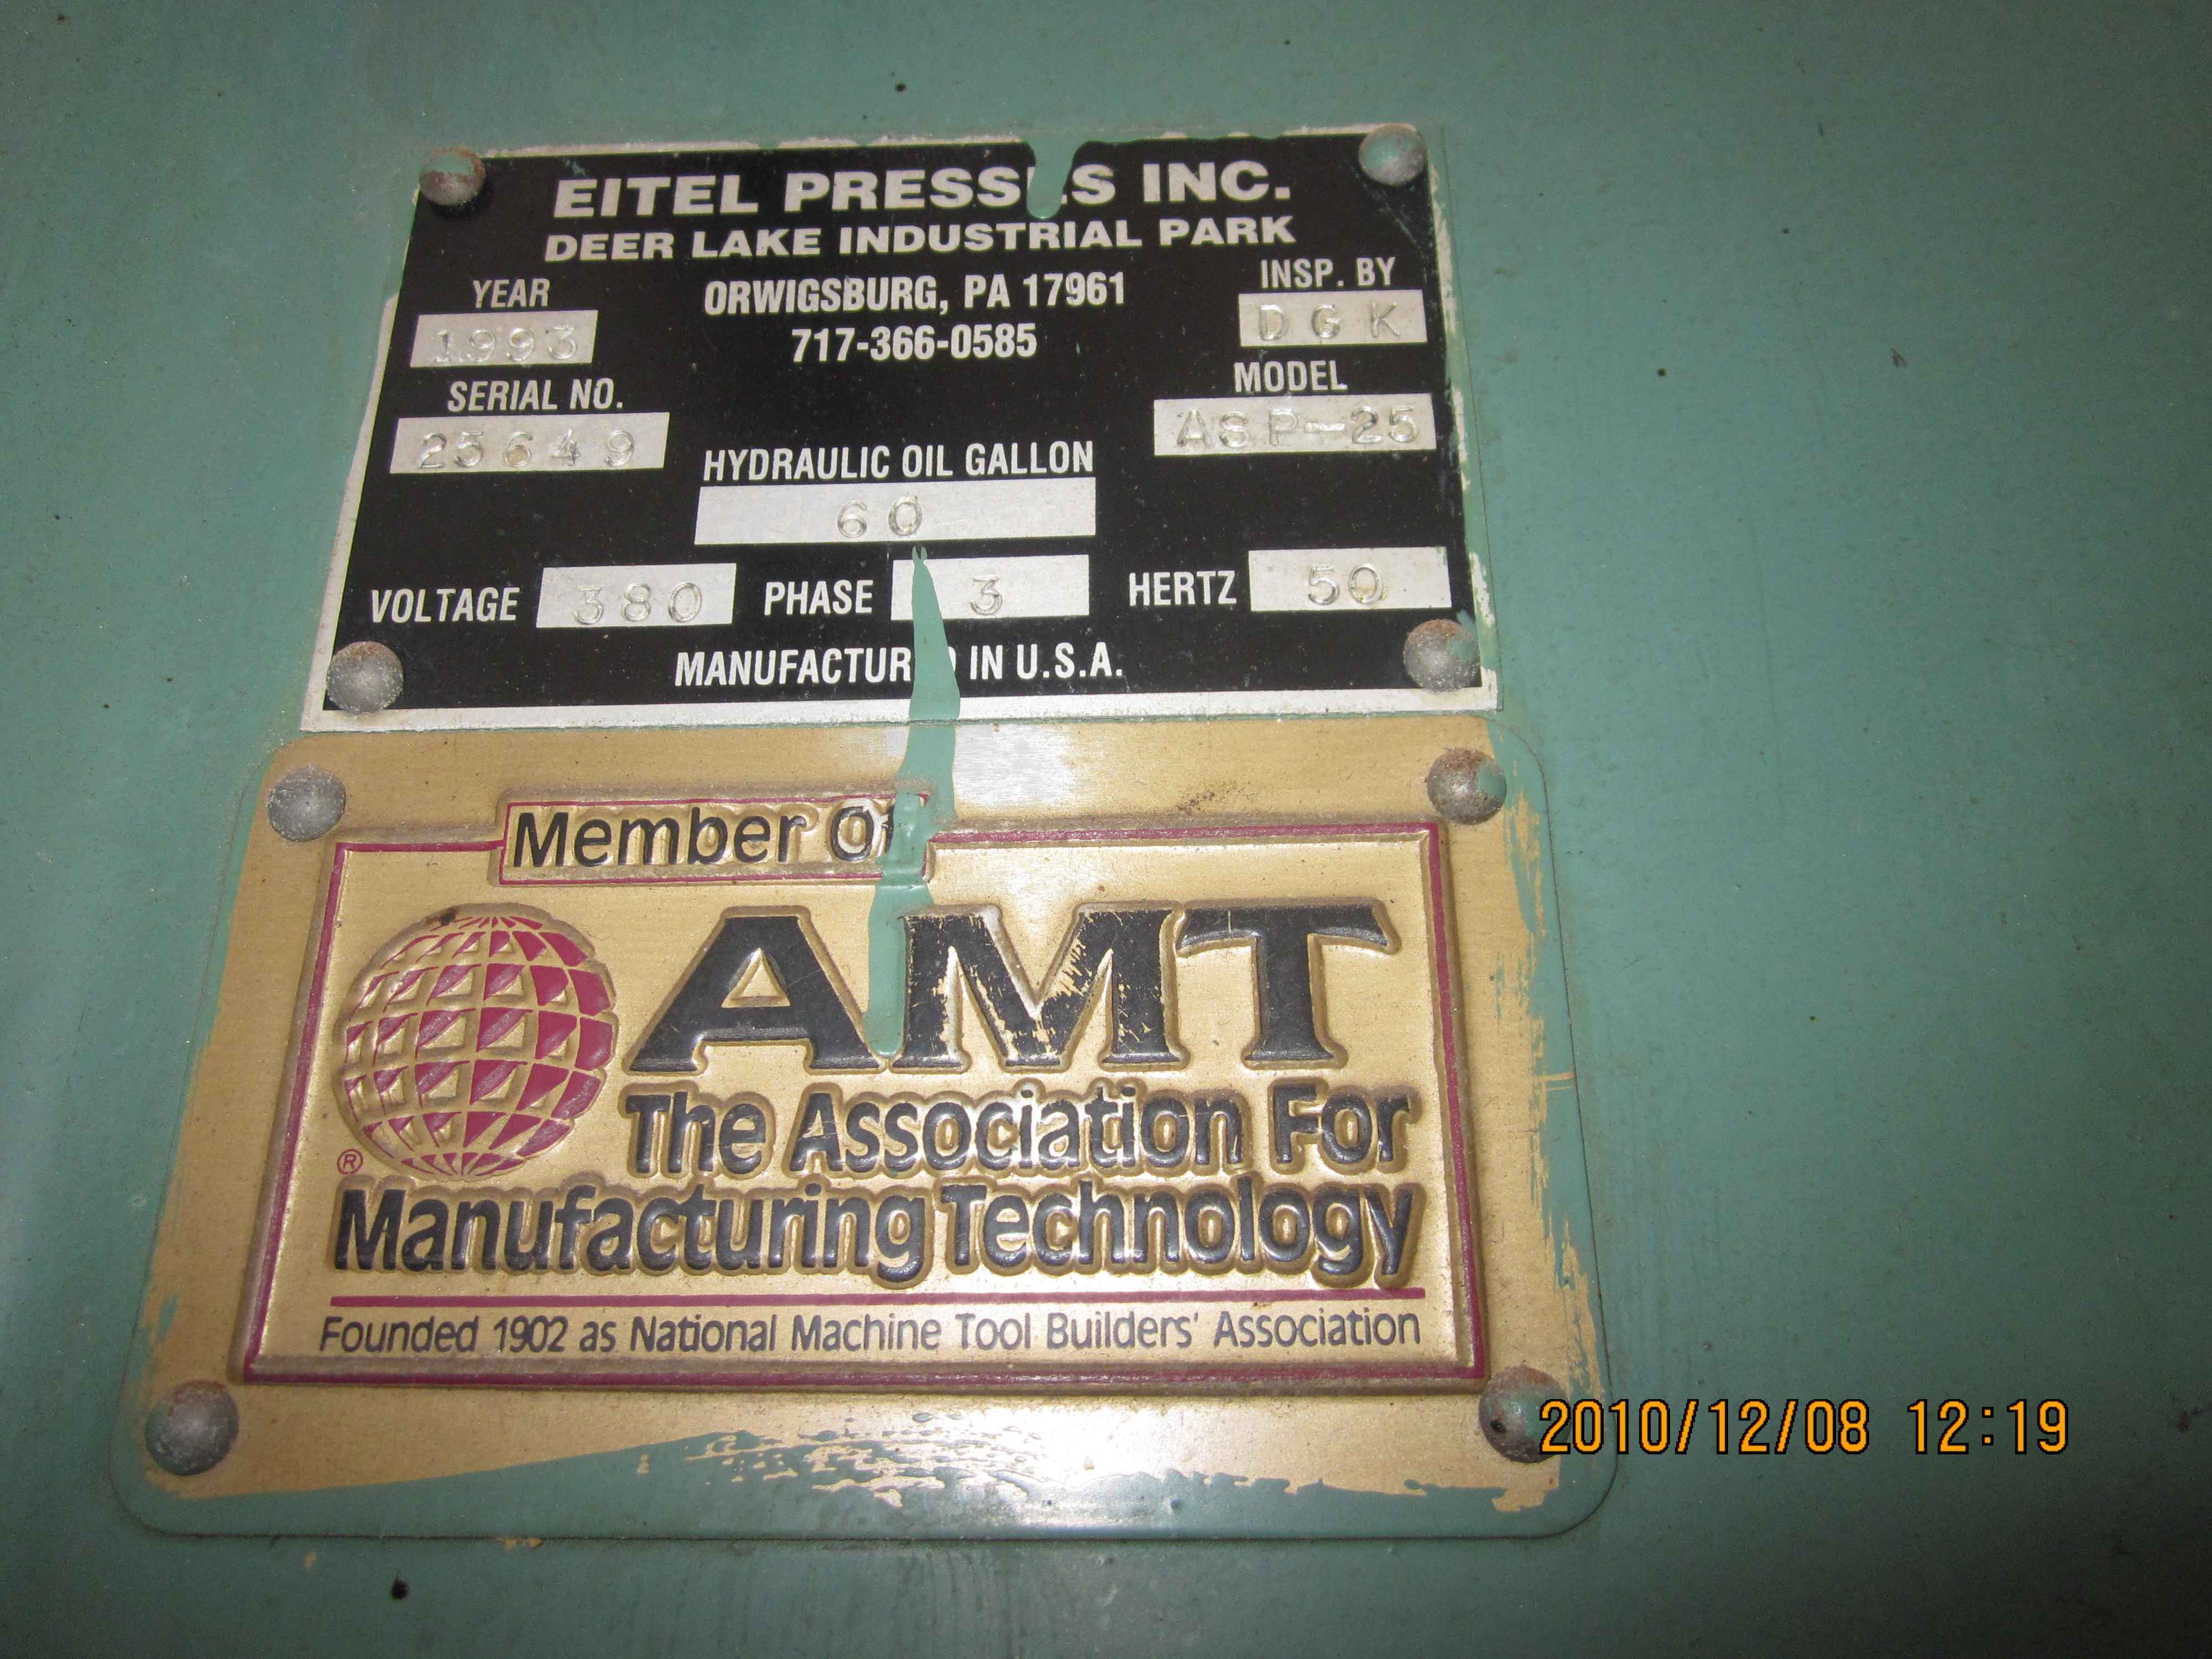 EITEL PRESSES INC.
DEER LAKE INDUSTRIAL PARK
ORWIGSBURG, PA 17961
717-366-0585
YEAR
1993
INSP. BY
DGK
SERIAL NO.
25649
MODEL
ASP-25
HYDRAULIC OIL GALLON
60
VOLTAGE 380 PHASE 3 HERTZ 50
MANUFACTURED IN U.S.A.
Member Of
AMT
The Association For
® Manufacturing Technology
Founded 1902 as National Machine Tool Builders' Association
2010/12/08 12:19